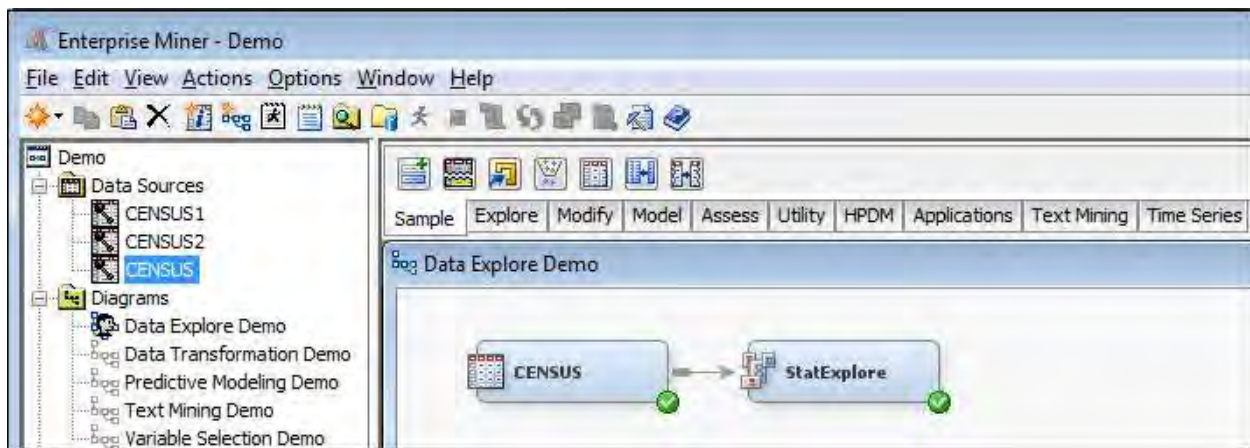 Enterprise Miner - Demo
File Edit View Actions Options Window Help
Demo
Data Sources
CENSUS1
CENSUS2
CENSUS
Diagrams
Data Explore Demo
Data Transformation Demo
Predictive Modeling Demo
Text Mining Demo
Variable Selection Demo
Sample Explore Modify Model Assess Utility HPDM Applications Text Mining Time Series
Data Explore Demo
CENSUS
StatExplore